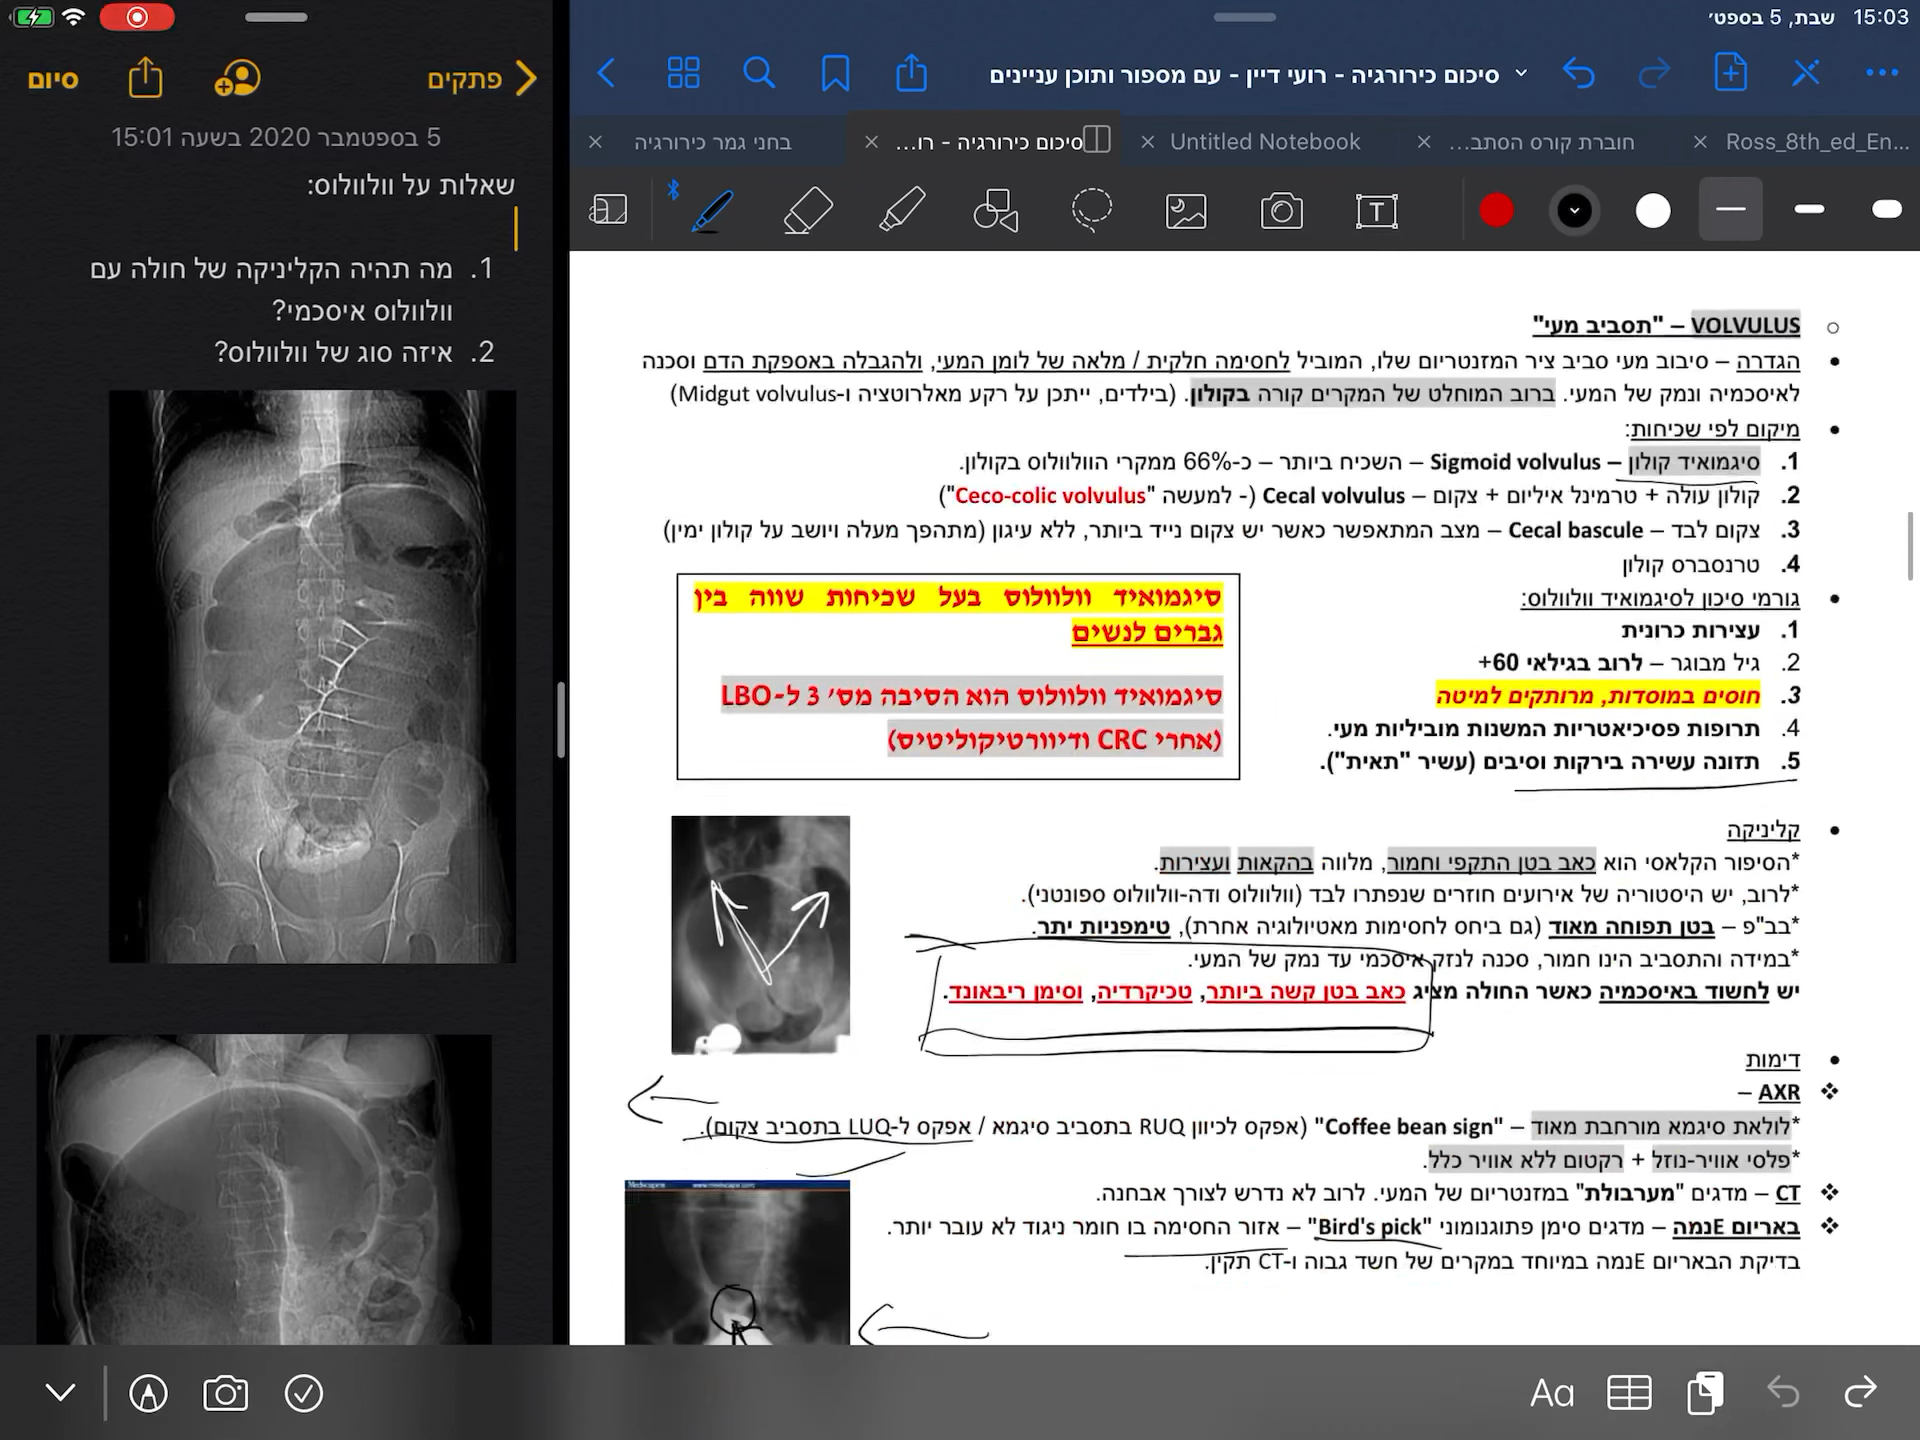 שבת, 5 בספט׳ 15:03
סיום
פתקים
5 בספטמבר 2020 בשעה 15:01
שאלות על וולוולוס:
1. מה תהיה הקליניקה של חולה עם
וולוולוס איסכמי?
2. איזה סוג של וולוולוס?
סיכום כירורגיה - רועי דיין - עם מספור ותוכן עניינים
בחני גמר כירורגיה
סיכום כירורגיה - רו...
Untitled Notebook
חוברת קורס הסתב...
Ross_8th_ed_En...
VOLVULUS – "תסביב מעי"
הגדרה – סיבוב מעי סביב ציר המזנטריום שלו, המוביל לחסימה חלקית / מלאה של לומן המעי, ולהגבלה באספקת הדם וסכנה
לאיסכמיה ונמק של המעי. ברוב המוחלט של המקרים קורה בקולון. (בילדים, ייתכן על רקע מאלרוטציה ו-Midgut volvulus)
מיקום לפי שכיחות:
1. סיגמואיד קולון – Sigmoid volvulus – השכיח ביותר – כ-66% ממקרי הוולוולוס בקולון.
2. קולון עולה + טרמינל איליום + צקום – Cecal volvulus (- למעשה "Ceco-colic volvulus")
3. צקום לבד – Cecal bascule – מצב המתאפשר כאשר יש צקום נייד ביותר, ללא עיגון (מתהפך מעלה ויושב על קולון ימין)
4. טרנסברס קולון
גורמי סיכון לסיגמואיד וולוולוס:
1. עצירות כרונית
2. גיל מבוגר – לרוב בגילאי 60+
3. חוסים במוסדות, מרותקים למיטה
4. תרופות פסיכיאטריות המשנות מוביליות מעי.
5. תזונה עשירה בירקות וסיבים (עשיר "תאית").
סיגמואיד וולוולוס בעל שכיחות שווה בין
גברים לנשים
סיגמואיד וולוולוס הוא הסיבה מס׳ 3 ל-LBO
(אחרי CRC ודיוורטיקוליטיס)
קליניקה
*הסיפור הקלאסי הוא כאב בטן התקפי וחמור, מלווה בהקאות ועצירות.
*לרוב, יש היסטוריה של אירועים חוזרים שנפתרו לבד (וולוולוס ודה-וולוולוס ספונטני).
*בב"פ – בטן תפוחה מאוד (גם ביחס לחסימות מאטיולוגיה אחרת), טימפניות יתר.
*במידה והתסביב הינו חמור, סכנה לנזק איסכמי עד נמק של המעי.
יש לחשוד באיסכמיה כאשר החולה מציג כאב בטן קשה ביותר, טכיקרדיה, וסימן ריבאונד.
דימות
AXR –
*לולאת סיגמא מורחבת מאוד – "Coffee bean sign" (אפקס לכיוון RUQ בתסביב סיגמא / אפקס ל-LUQ בתסביב צקום).
*פלסי אוויר-נוזל + רקטום ללא אוויר כלל.
CT – מדגים "מערבולת" במזנטריום של המעי. לרוב לא נדרש לצורך אבחנה.
באריום Eנמה – מדגים סימן פתוגנומוני "Bird's pick" – אזור החסימה בו חומר ניגוד לא עובר יותר.
בדיקת הבאריום Eנמה במיוחד במקרים של חשד גבוה ו-CT תקין.
Medscape www.medscape.com
Aa